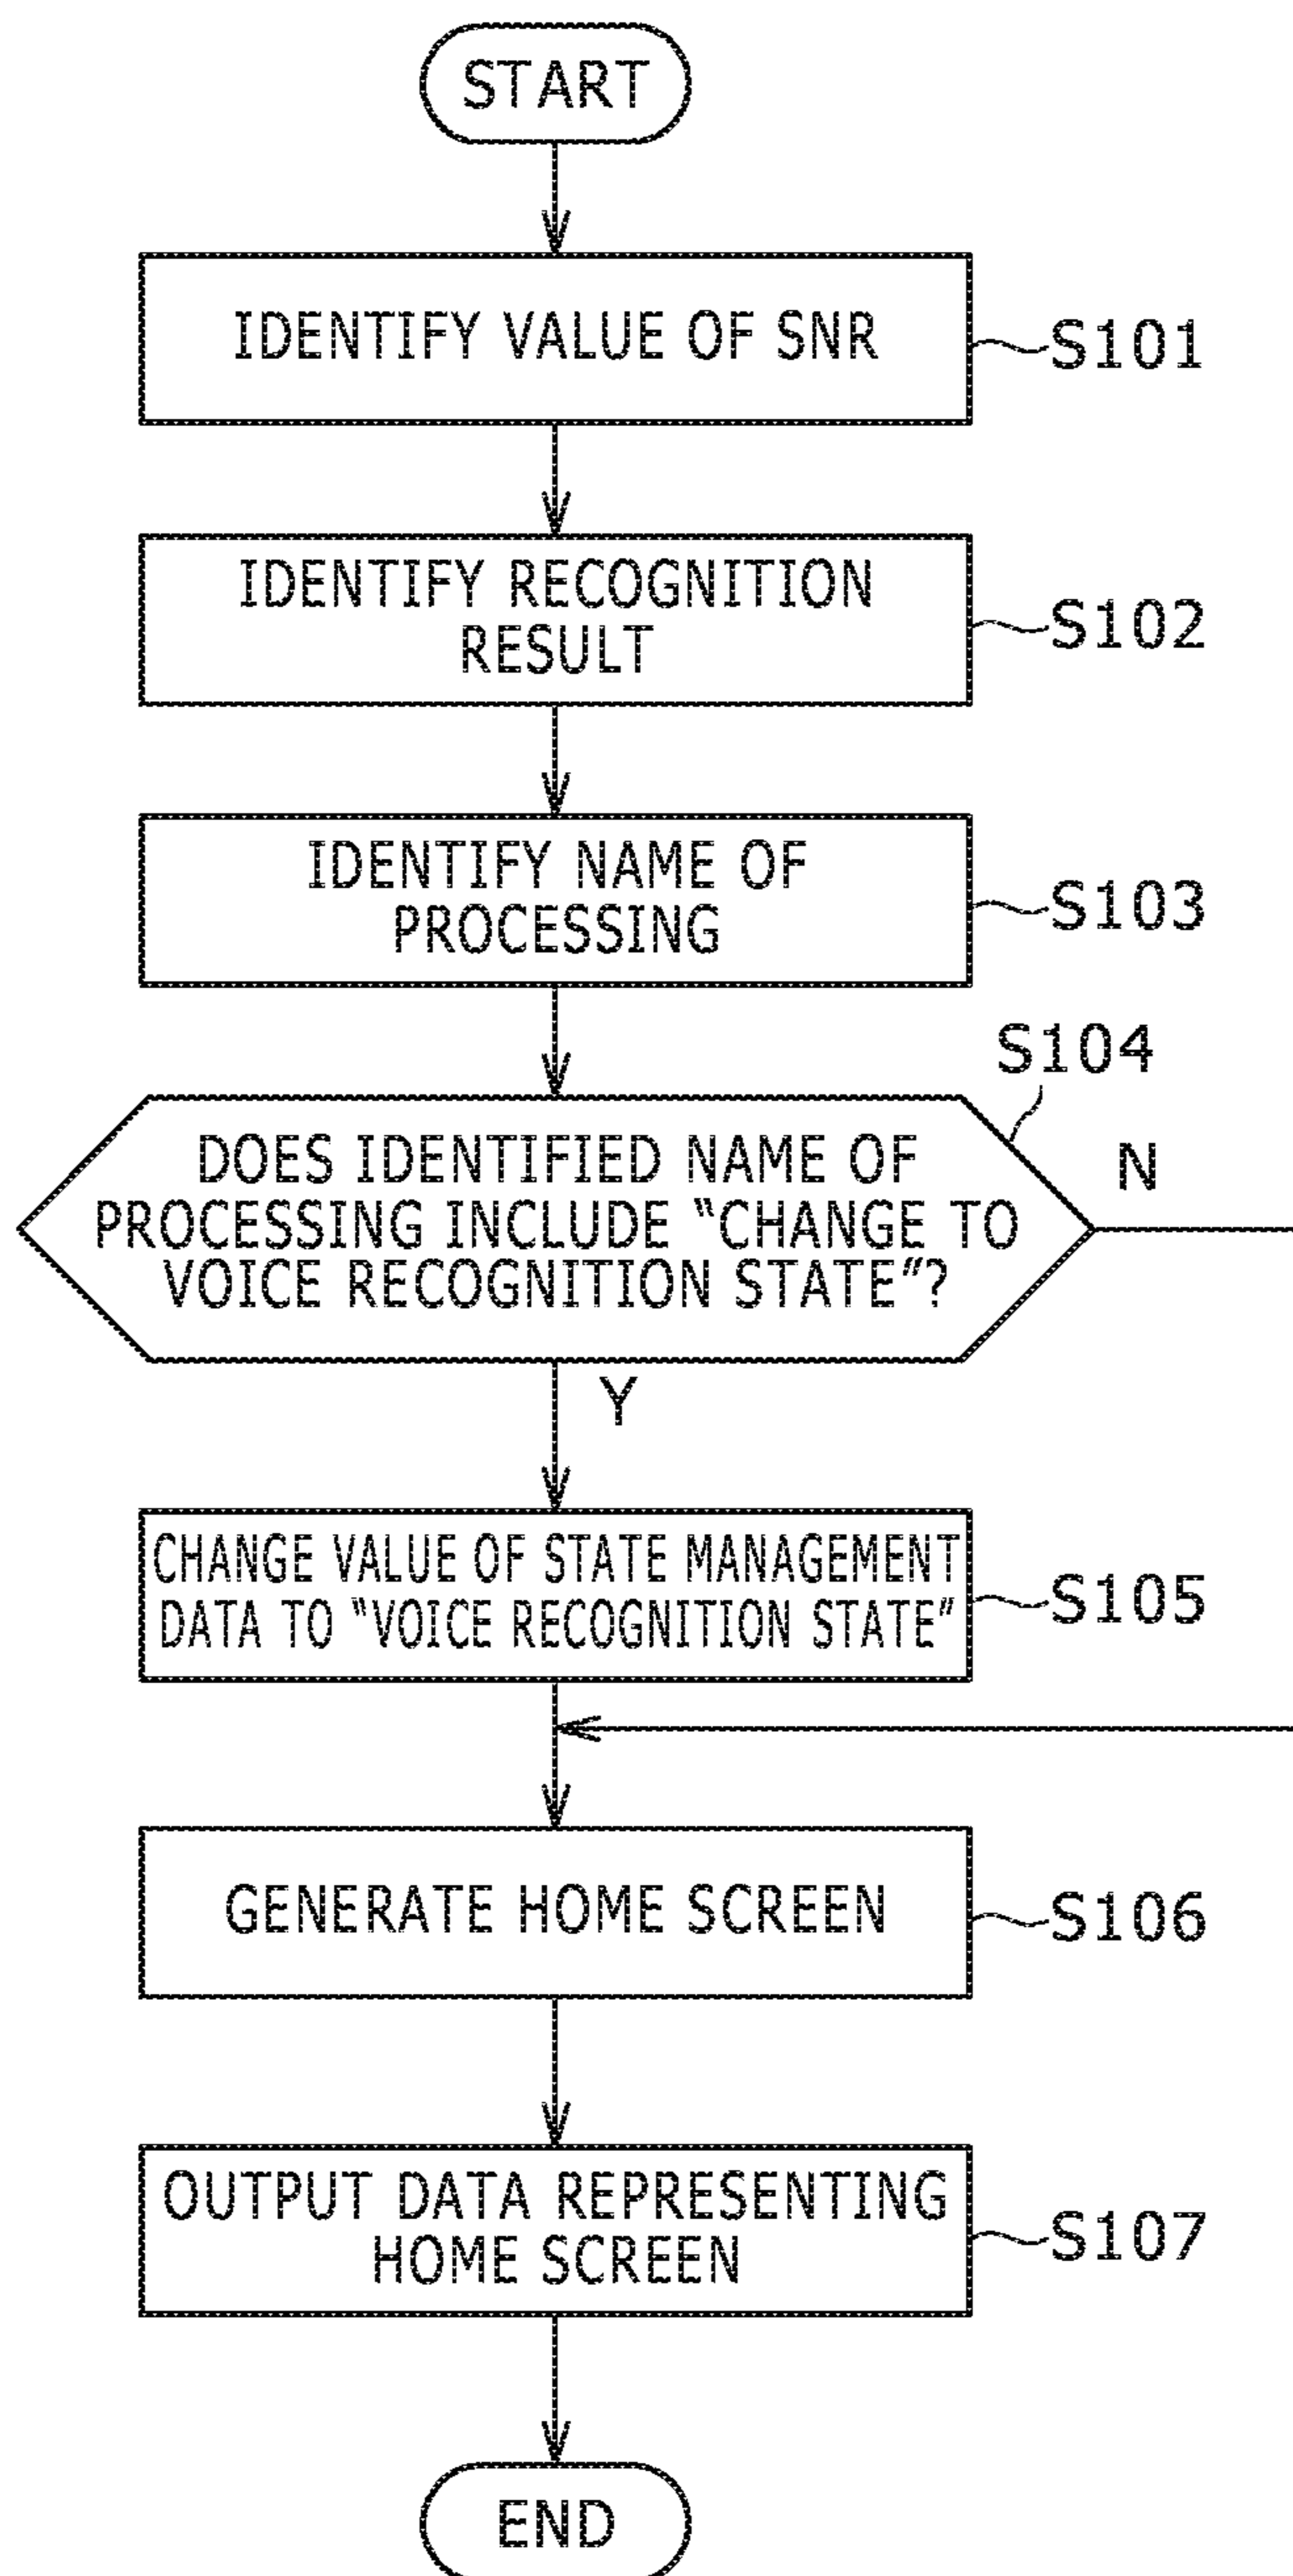 START
IDENTIFY VALUE OF SNR
S101
IDENTIFY RECOGNITION
RESULT
S102
IDENTIFY NAME OF
PROCESSING
S103
S104
DOES IDENTIFIED NAME OF
PROCESSING INCLUDE “CHANGE TO
VOICE RECOGNITION STATE”?
N
Y
CHANGE VALUE OF STATE MANAGEMENT
DATA TO “VOICE RECOGNITION STATE”
S105
GENERATE HOME SCREEN
S106
OUTPUT DATA REPRESENTING
HOME SCREEN
S107
END